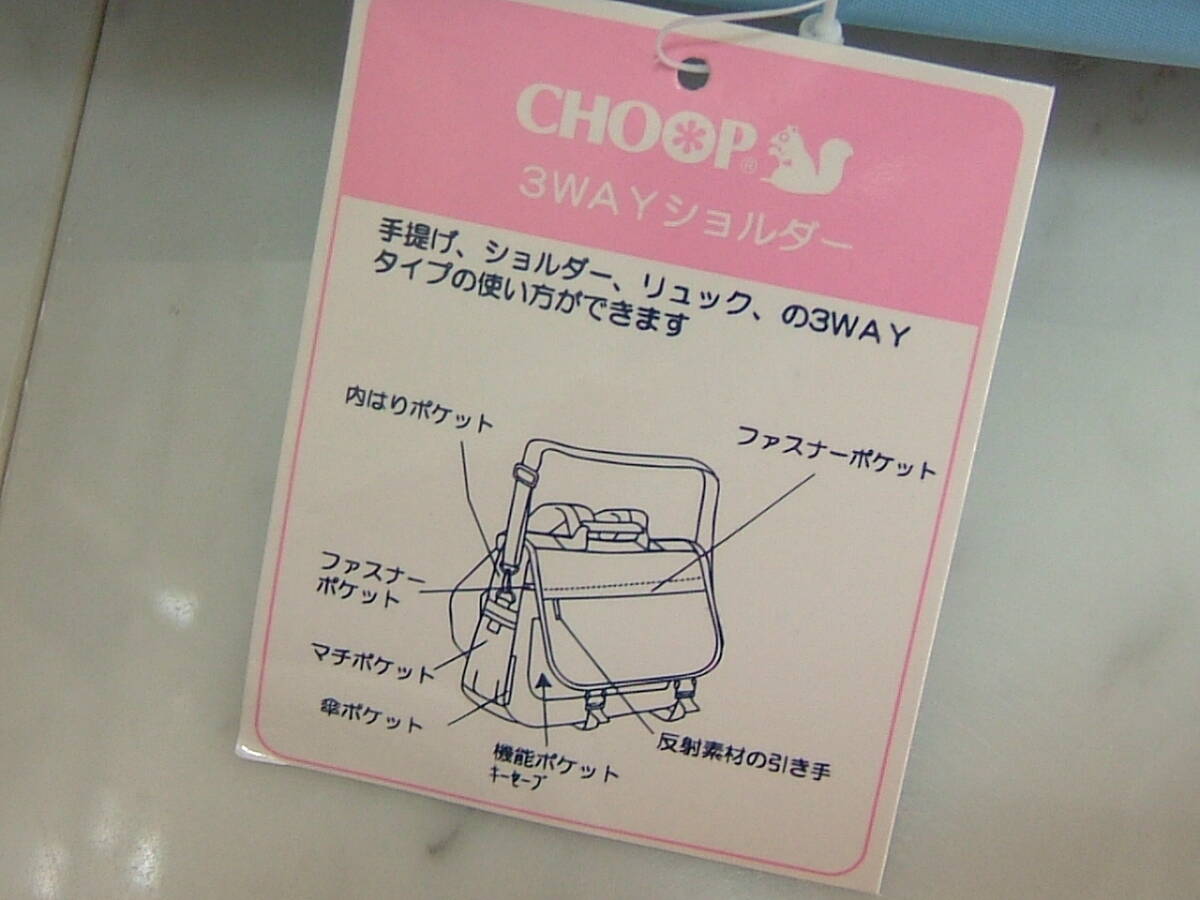 CHOOP®
3WAYショルダー
手提げ、ショルダー、リュック、の3WAY
タイプの使い方ができます
内はりポケット
ファスナーポケット
ファスナー
ポケット
マチポケット
傘ポケット
機能ポケット
キーセーブ
反射素材の引き手